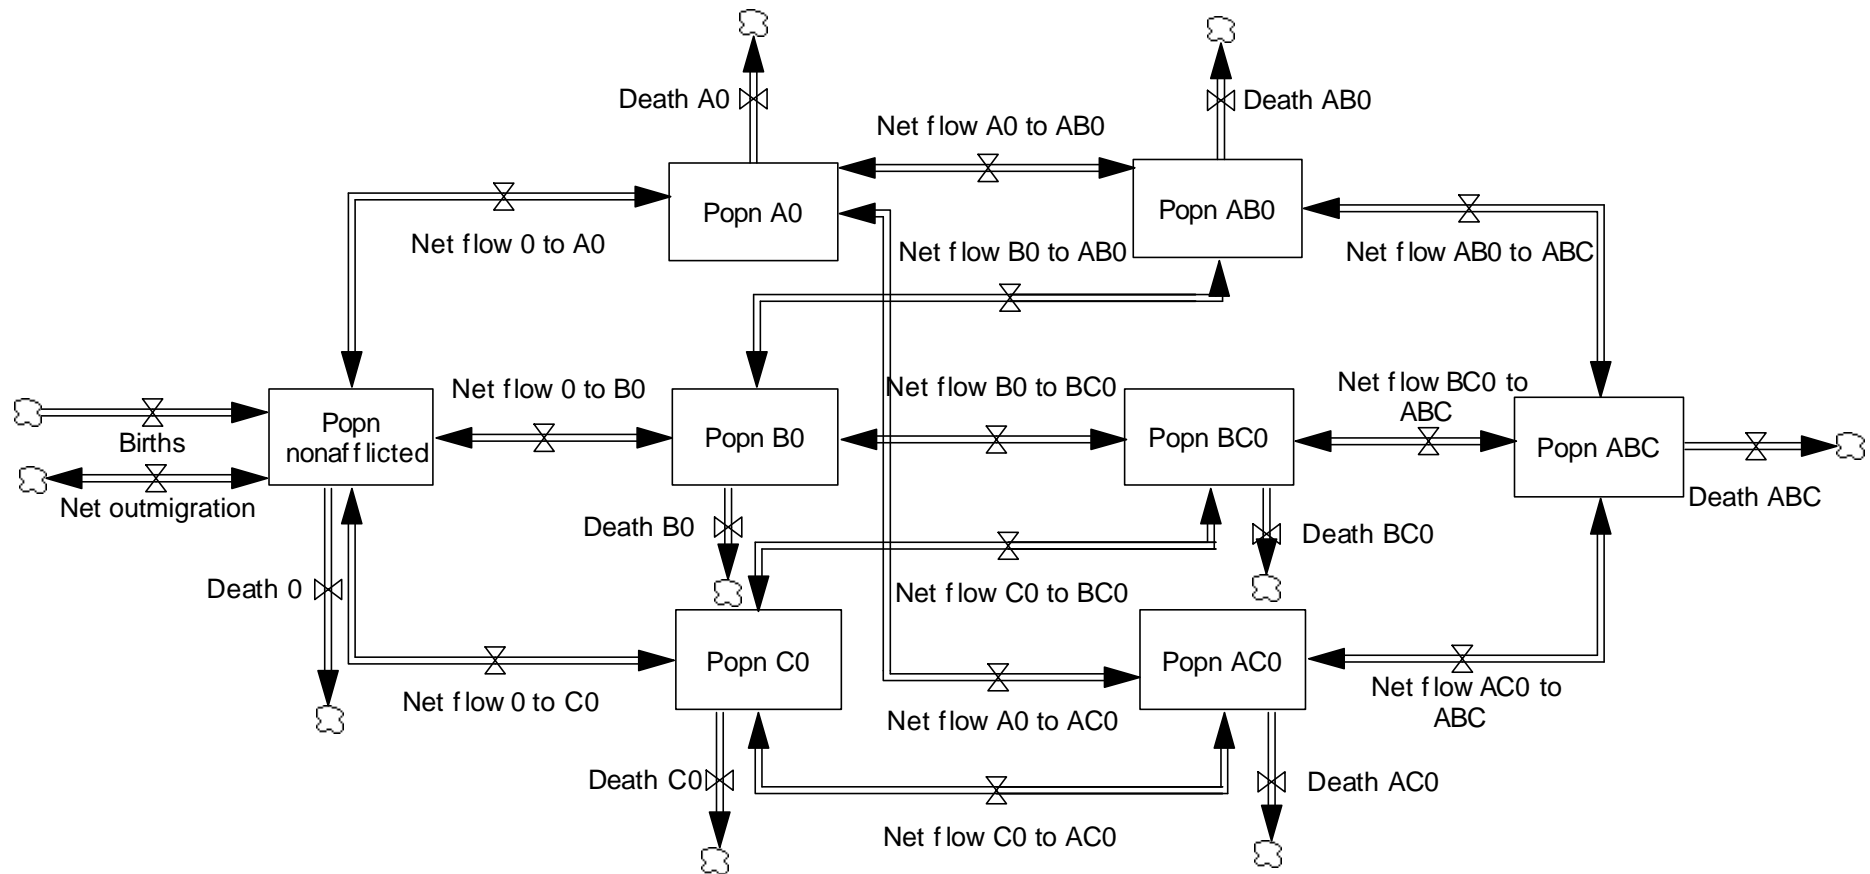 Death A0
Death AB0
Net flow A0 to AB0
Popn A0
Popn AB0
Net flow 0 to A0
Net flow B0 to AB0
Net flow AB0 to ABC
Net flow 0 to B0
Net flow B0 to BC0
Net flow BC0 to
ABC
Births
Popn
nonafflicted
Popn B0
Popn BC0
Popn ABC
Net outmigration
Death ABC
Death B0
Death BC0
Death 0
Net flow C0 to BC0
Popn C0
Popn AC0
Net flow 0 to C0
Net flow A0 to AC0
Net flow AC0 to
ABC
Death C0
Death AC0
Net flow C0 to AC0